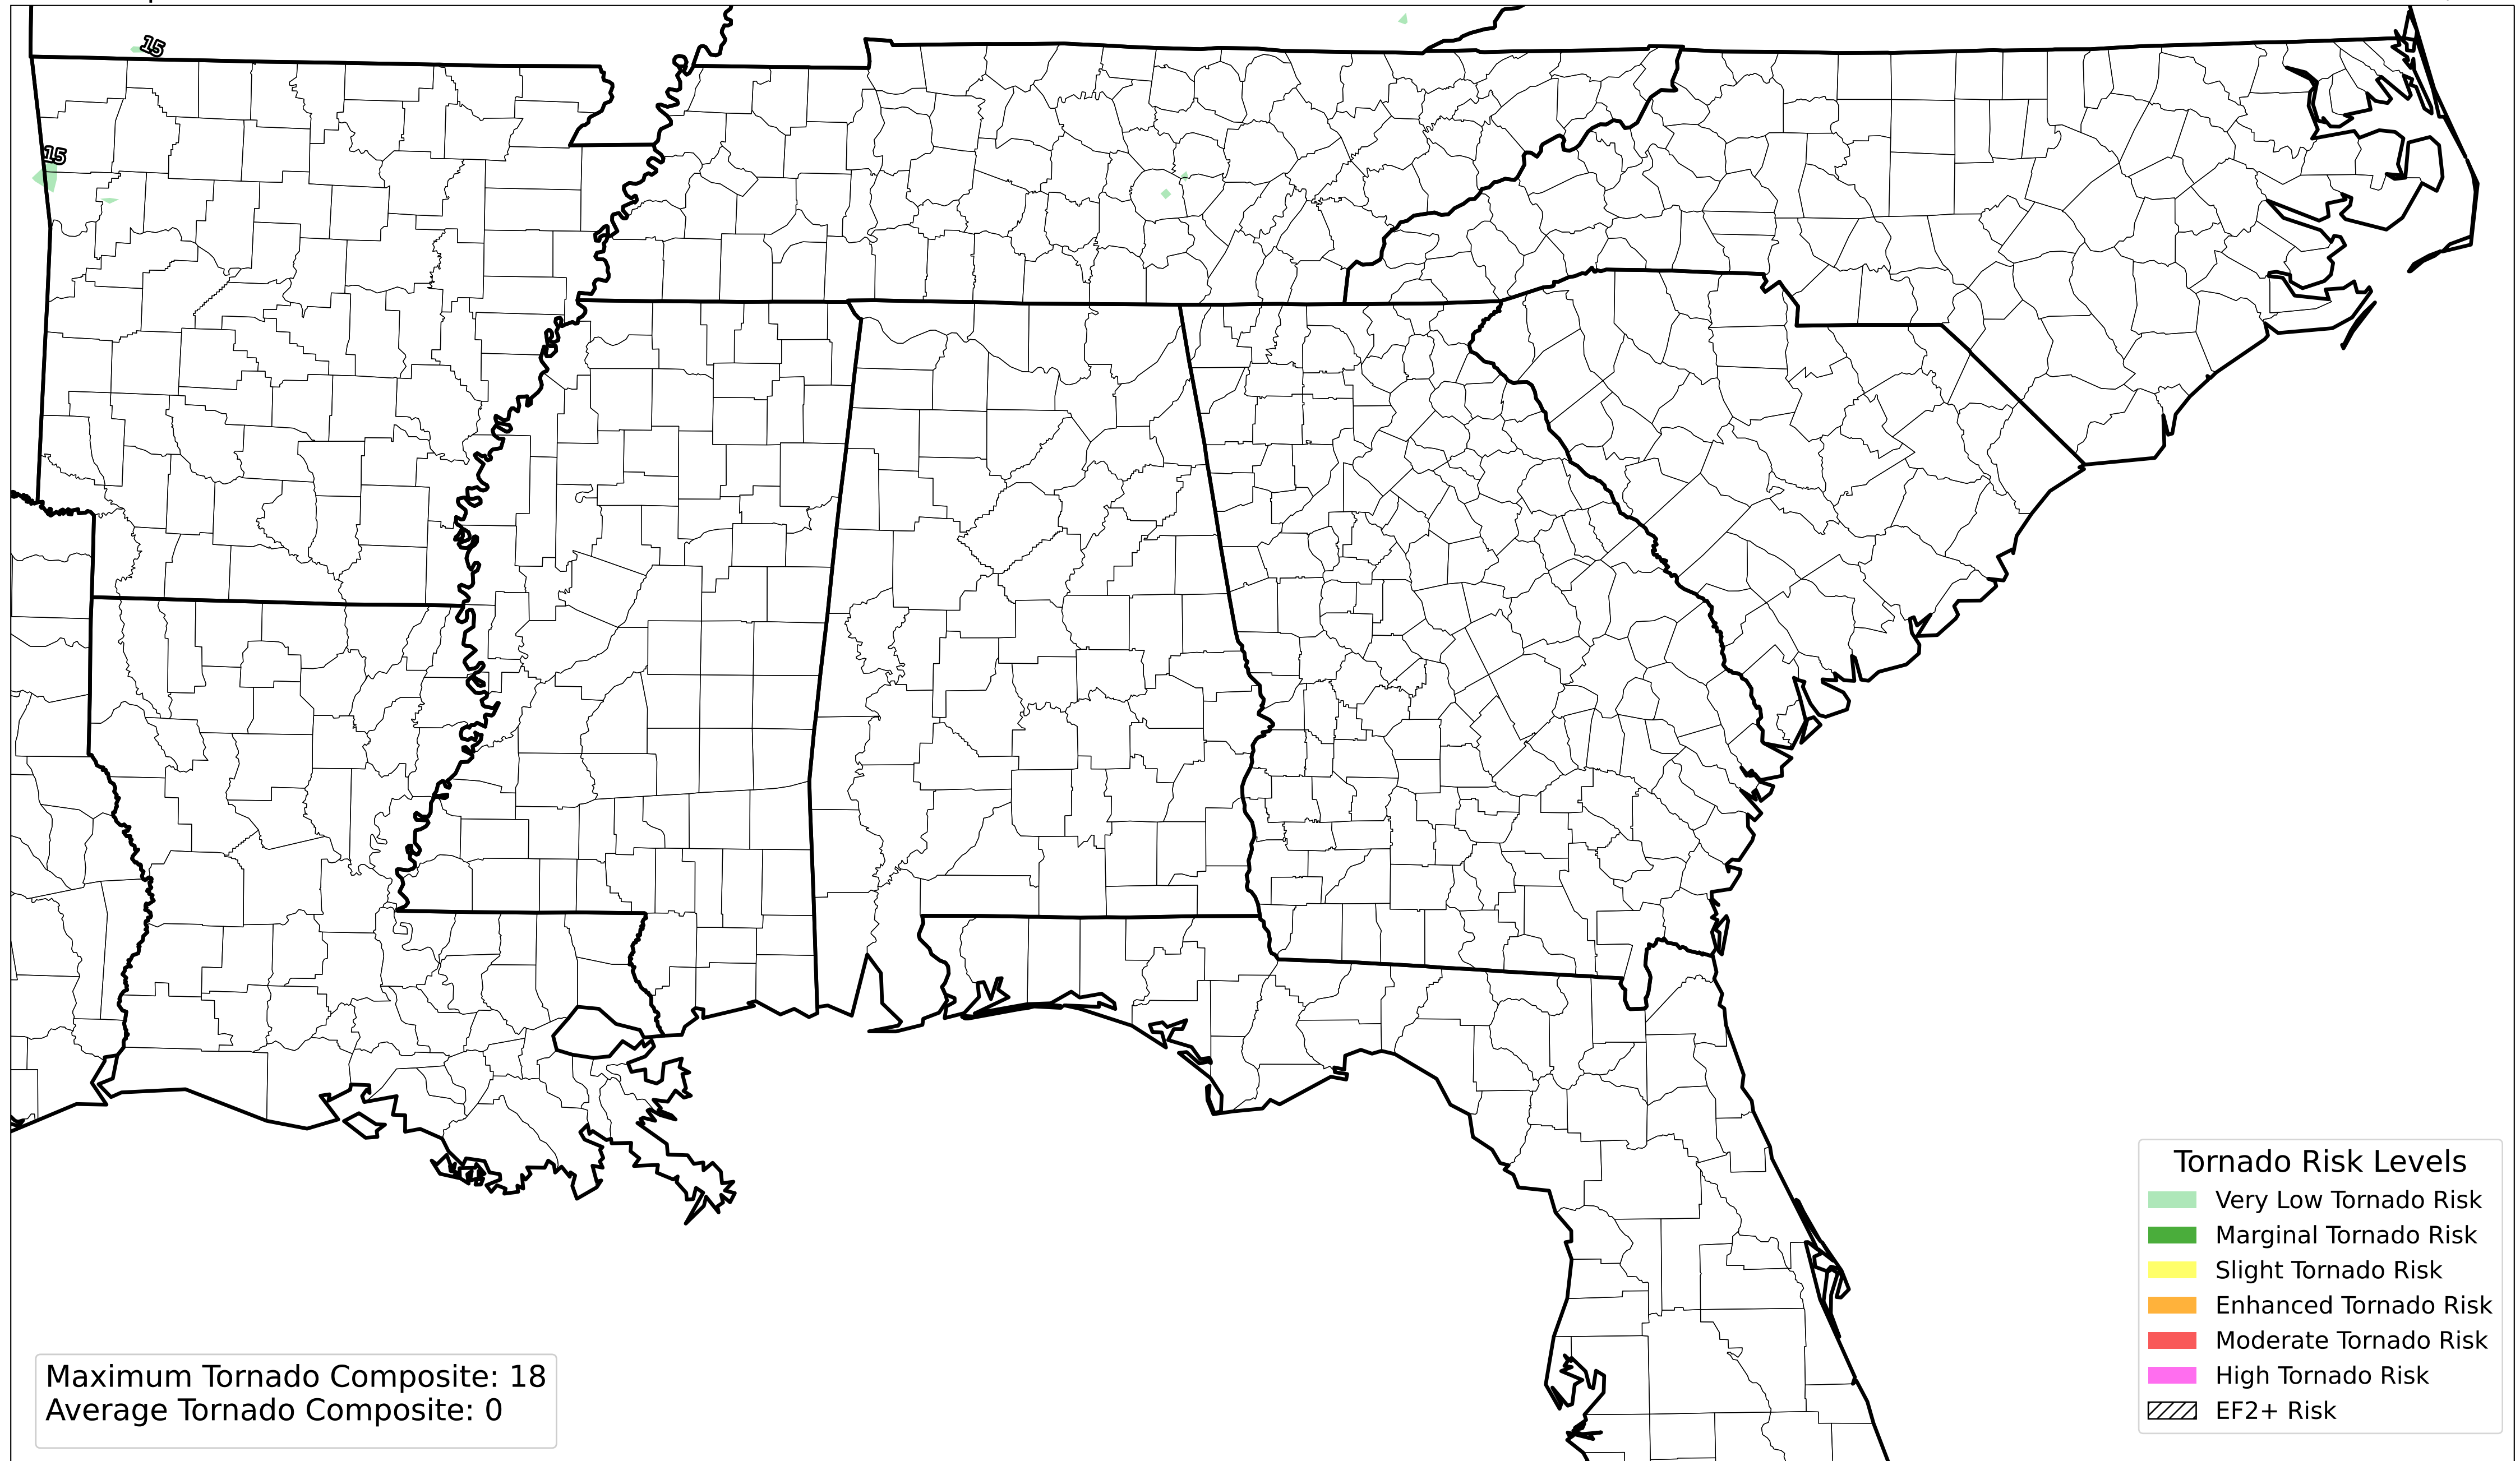 15
15
Tornado Risk Levels
Very Low Tornado Risk
Marginal Tornado Risk
Slight Tornado Risk
Enhanced Tornado Risk
Moderate Tornado Risk
High Tornado Risk
EF2+ Risk
Maximum Tornado Composite: 18
Average Tornado Composite: 0